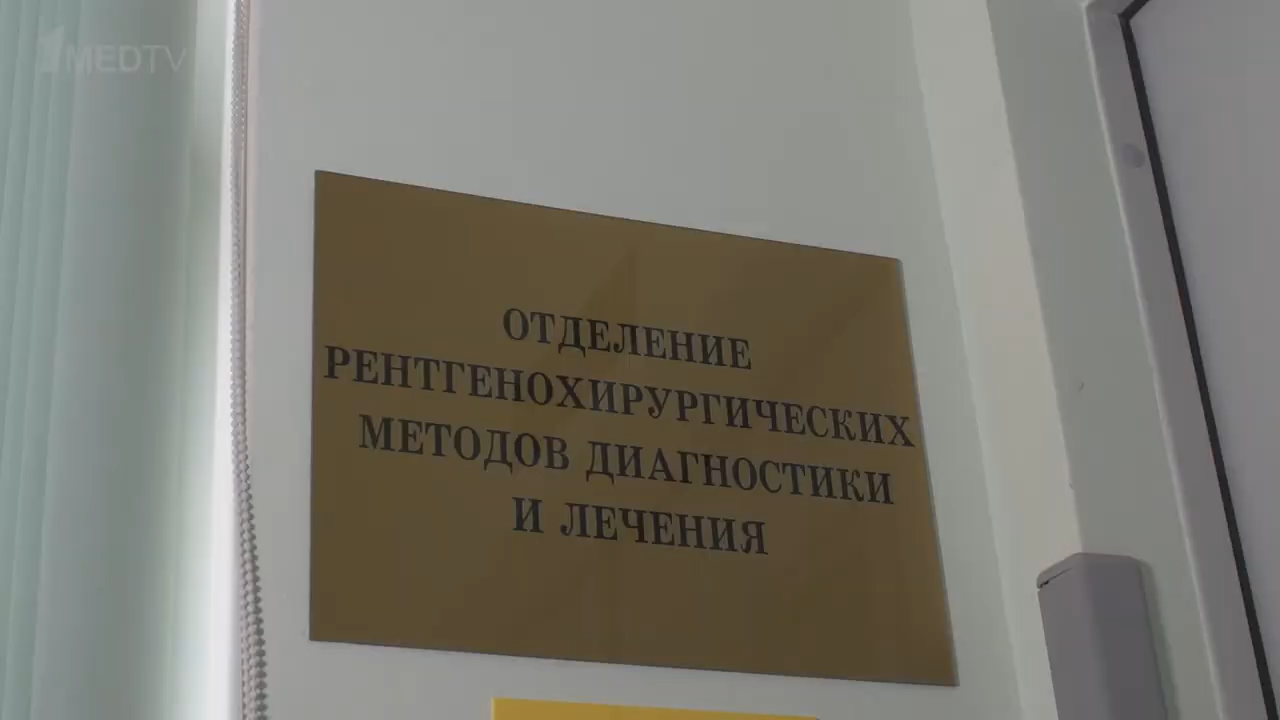 1MEDTV
ОТДЕЛЕНИЕ
РЕНТГЕНОХИРУРГИЧЕСКИХ
МЕТОДОВ ДИАГНОСТИКИ
И ЛЕЧЕНИЯ